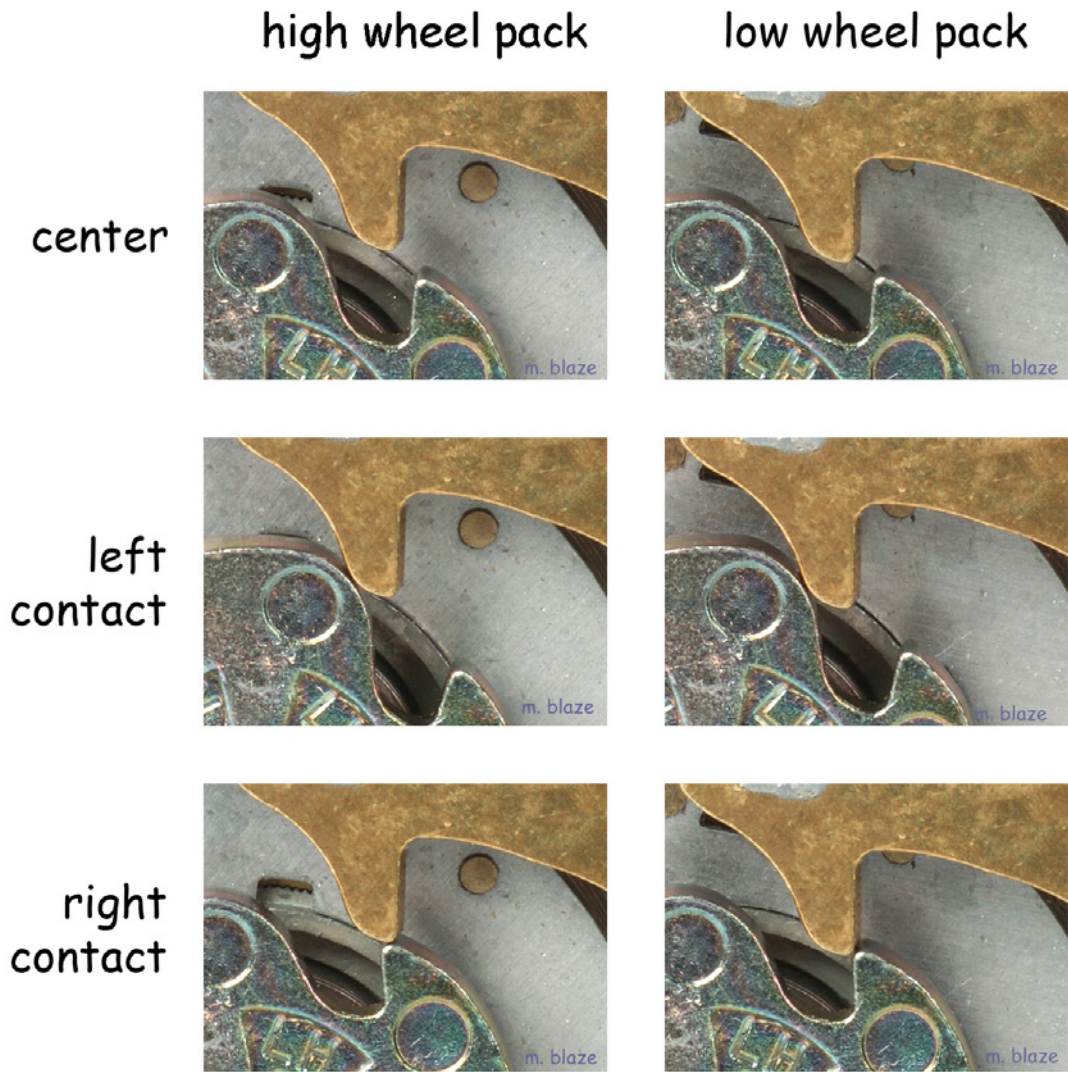 high wheel pack
low wheel pack
center
LH
m. blaze
m. blaze
left
contact
L
m. blaze
L
m. blaze
right
contact
LH
m. blaze
LH
m. blaze